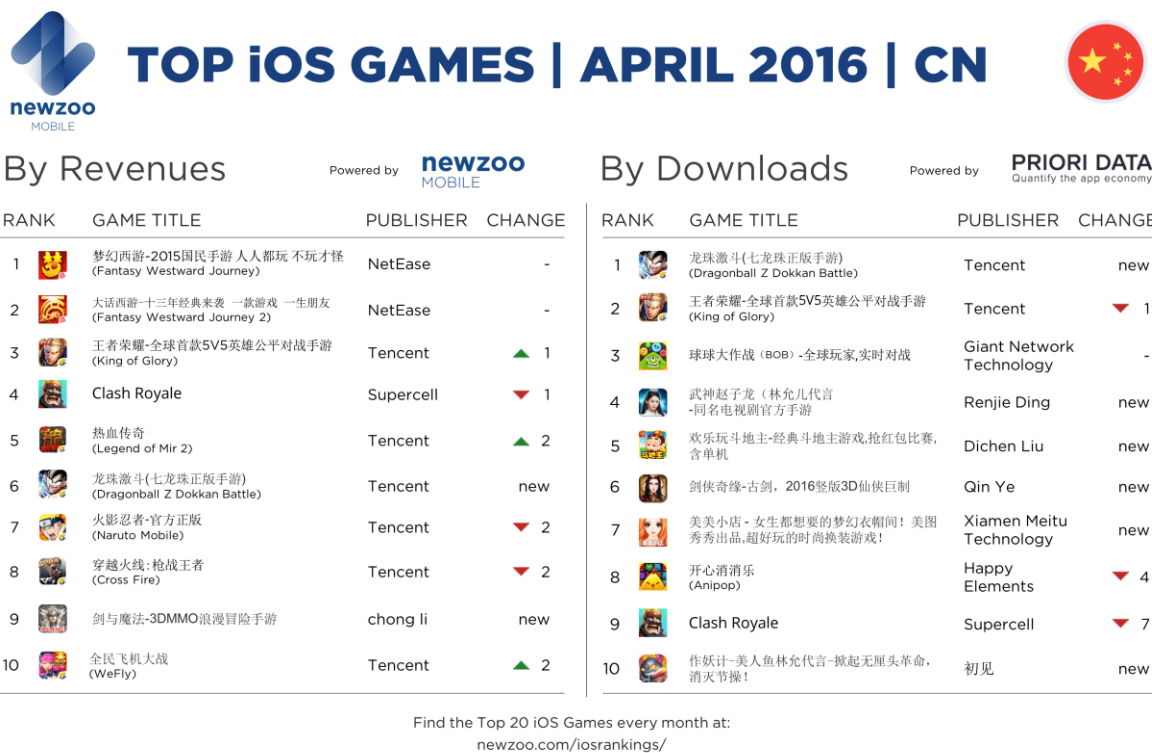 newzoo
MOBILE
TOP iOS GAMES | APRIL 2016 | CN
By Revenues
Powered by
newzoo
MOBILE
RANK GAME TITLE PUBLISHER CHANGE
1 梦幻西游-2015国民手游 人人都玩 不玩才怪 NetEase -
(Fantasy Westward Journey)
2 大话西游-十三年经典来袭 一款游戏 一生朋友 NetEase -
(Fantasy Westward Journey 2)
3 王者荣耀-全球首款5V5英雄公平对战手游 Tencent 1
(King of Glory)
4 Clash Royale Supercell 1
5 热血传奇 Tencent 2
(Legend of Mir 2)
6 龙珠激斗(七龙珠正版手游) Tencent new
(Dragonball Z Dokkan Battle)
7 火影忍者-官方正版 Tencent 2
(Naruto Mobile)
8 穿越火线:枪战王者 Tencent 2
(Cross Fire)
9 剑与魔法-3DMMO浪漫冒险手游 chong li new
10 全民飞机大战 Tencent 2
(WeFly)
By Downloads
Powered by
PRIORI DATA
Quantify the app economy
RANK GAME TITLE PUBLISHER CHANGE
1 龙珠激斗(七龙珠正版手游) Tencent new
(Dragonball Z Dokkan Battle)
2 王者荣耀-全球首款5V5英雄公平对战手游 Tencent 1
(King of Glory)
3 球球大作战（BOB）-全球玩家,实时对战 Giant Network Technology -
4 武神赵子龙（林允儿代言 Renjie Ding new
-同名电视剧官方手游
5 欢乐玩斗地主-经典斗地主游戏,抢红包比赛, Dichen Liu new
含单机
6 剑侠奇缘-古剑，2016竖版3D仙侠巨制 Qin Ye new
7 美美小店 - 女生都想要的梦幻衣帽间！美图 Xiamen Meitu Technology new
秀秀出品,超好玩的时尚换装游戏!
8 开心消消乐 Happy Elements 4
(Anipop)
9 Clash Royale Supercell 7
10 作妖计-美人鱼林允代言-掀起无厘头革命， 初见 new
消灭节操！
Find the Top 20 iOS Games every month at:
newzoo.com/iosrankings/